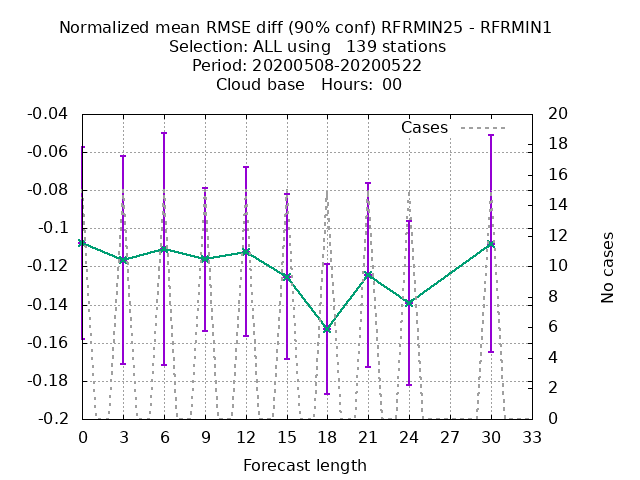 Normalized mean RMSE diff (90% conf) RFRMIN25 - RFRMIN1
Selection: ALL using   139 stations
Period: 20200508-20200522
Cloud base   Hours:  00
Cases
-0.04
-0.06
-0.08
-0.1
-0.12
-0.14
-0.16
-0.18
-0.2
20
18
16
14
12
10
8
6
4
2
0
No cases
0 3 6 9 12 15 18 21 24 27 30 33
Forecast length